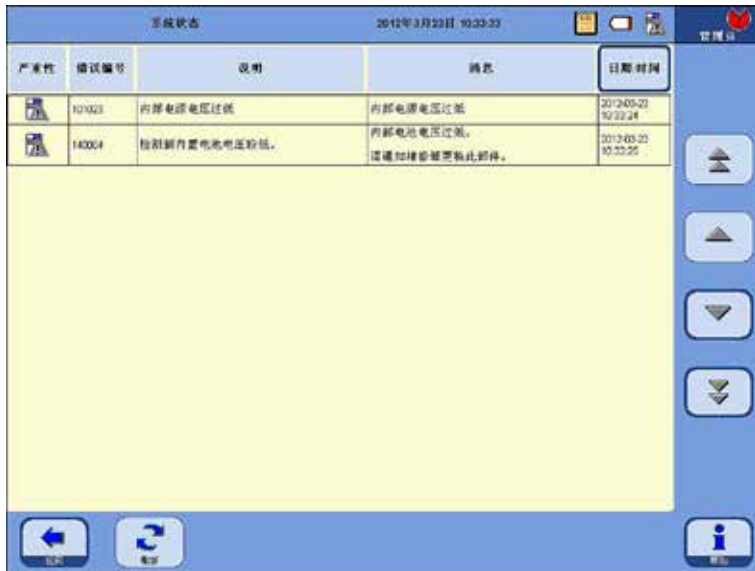 系统状态 2012年3月23日 10:33:33
管理员
严重性 错误编号 说明 消息 日期/时间
101023 内部电源电压过低 内部电源电压过低 2012-03-23
10:33:24
140004 检测到内置电池电压较低。 内部电池电压过低。 2012-03-23
请通知维修部更换此部件。 10:33:25